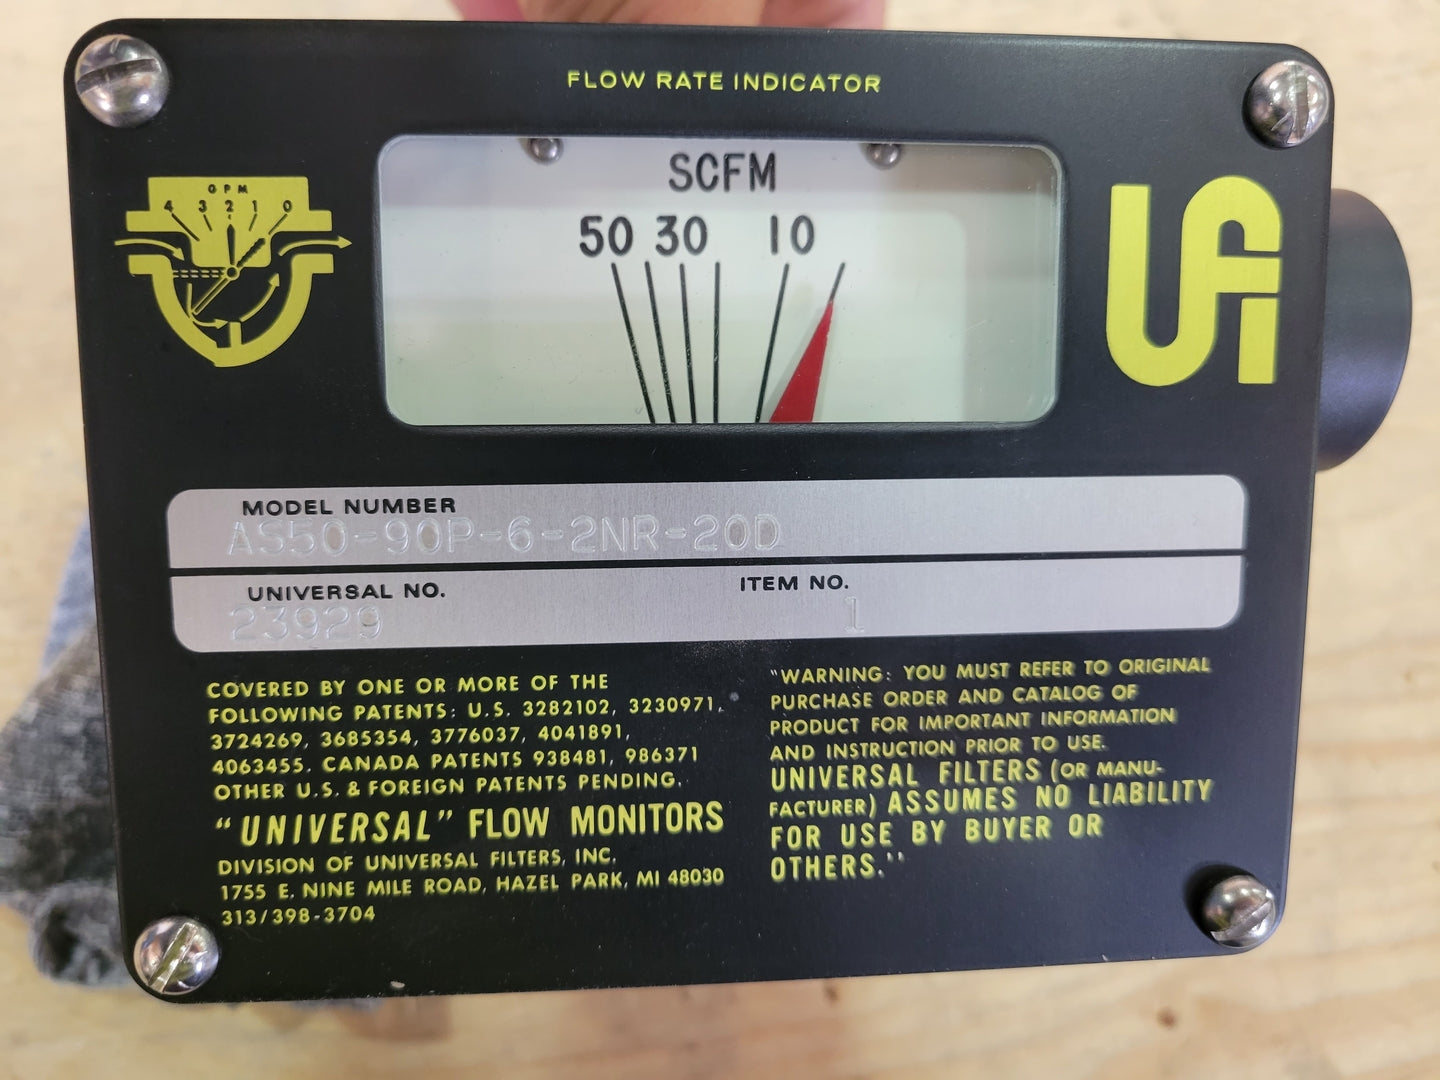 FLOW RATE INDICATOR
GPM
4 3 2 1 0
SCFM
50 30 10
UFI
MODEL NUMBER
AS50-90P-6-2NR-20D
UNIVERSAL NO. ITEM NO.
23929 1
COVERED BY ONE OR MORE OF THE
FOLLOWING PATENTS: U.S. 3282102, 3230971,
3724269, 3685354, 3776037, 4041891,
4063455. CANADA PATENTS 938481, 986371
OTHER U.S. & FOREIGN PATENTS PENDING.
"UNIVERSAL" FLOW MONITORS
DIVISION OF UNIVERSAL FILTERS, INC.
1755 E. NINE MILE ROAD, HAZEL PARK, MI 48030
313/398-3704
"WARNING: YOU MUST REFER TO ORIGINAL
PURCHASE ORDER AND CATALOG OF
PRODUCT FOR IMPORTANT INFORMATION
AND INSTRUCTION PRIOR TO USE.
UNIVERSAL FILTERS (OR MANU-
FACTURER) ASSUMES NO LIABILITY
FOR USE BY BUYER OR
OTHERS."